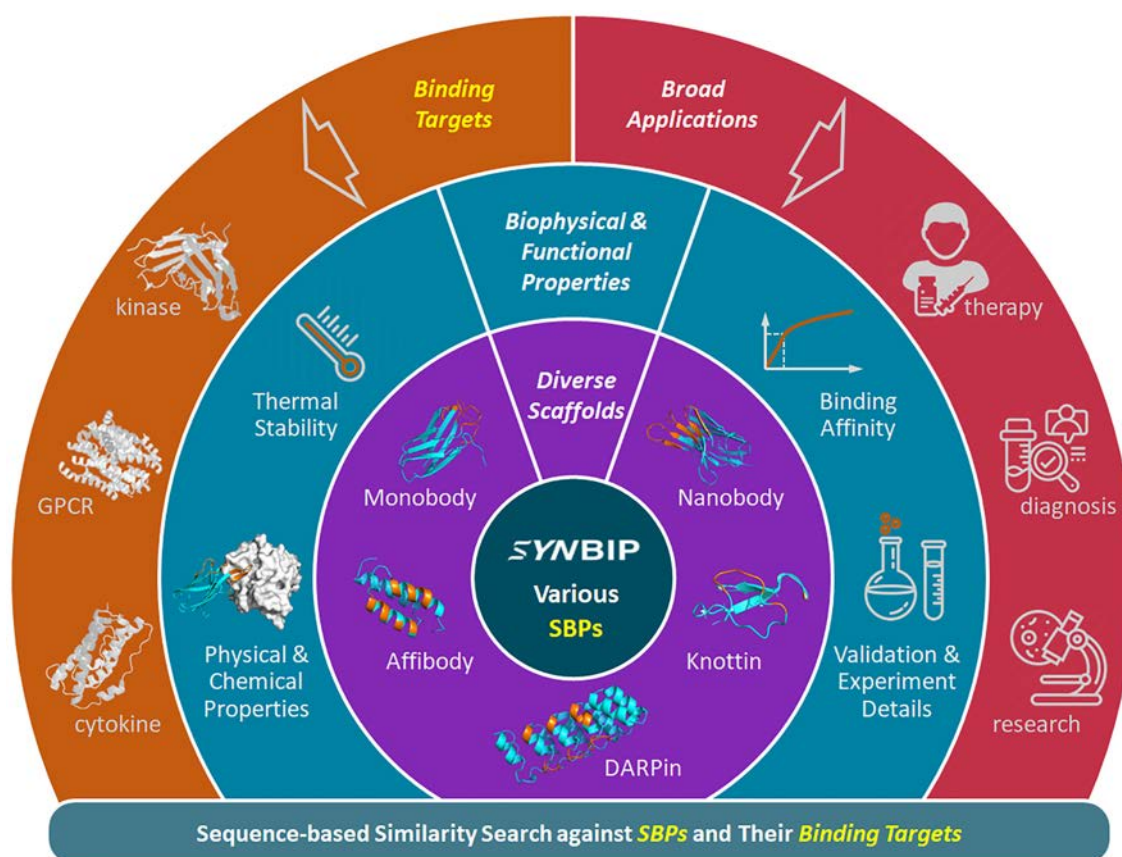 Binding
Targets
Broad
Applications
Biophysical &
Functional
Properties
Diverse
Scaffolds
kinase
GPCR
cytokine
Thermal
Stability
Physical &
Chemical
Properties
Monobody
Affibody
DARPin
Nanobody
Knottin
SYNBIP
Various
SBPs
Binding
Affinity
Validation &
Experiment
Details
therapy
diagnosis
research
Sequence-based Similarity Search against SBPs and Their Binding Targets